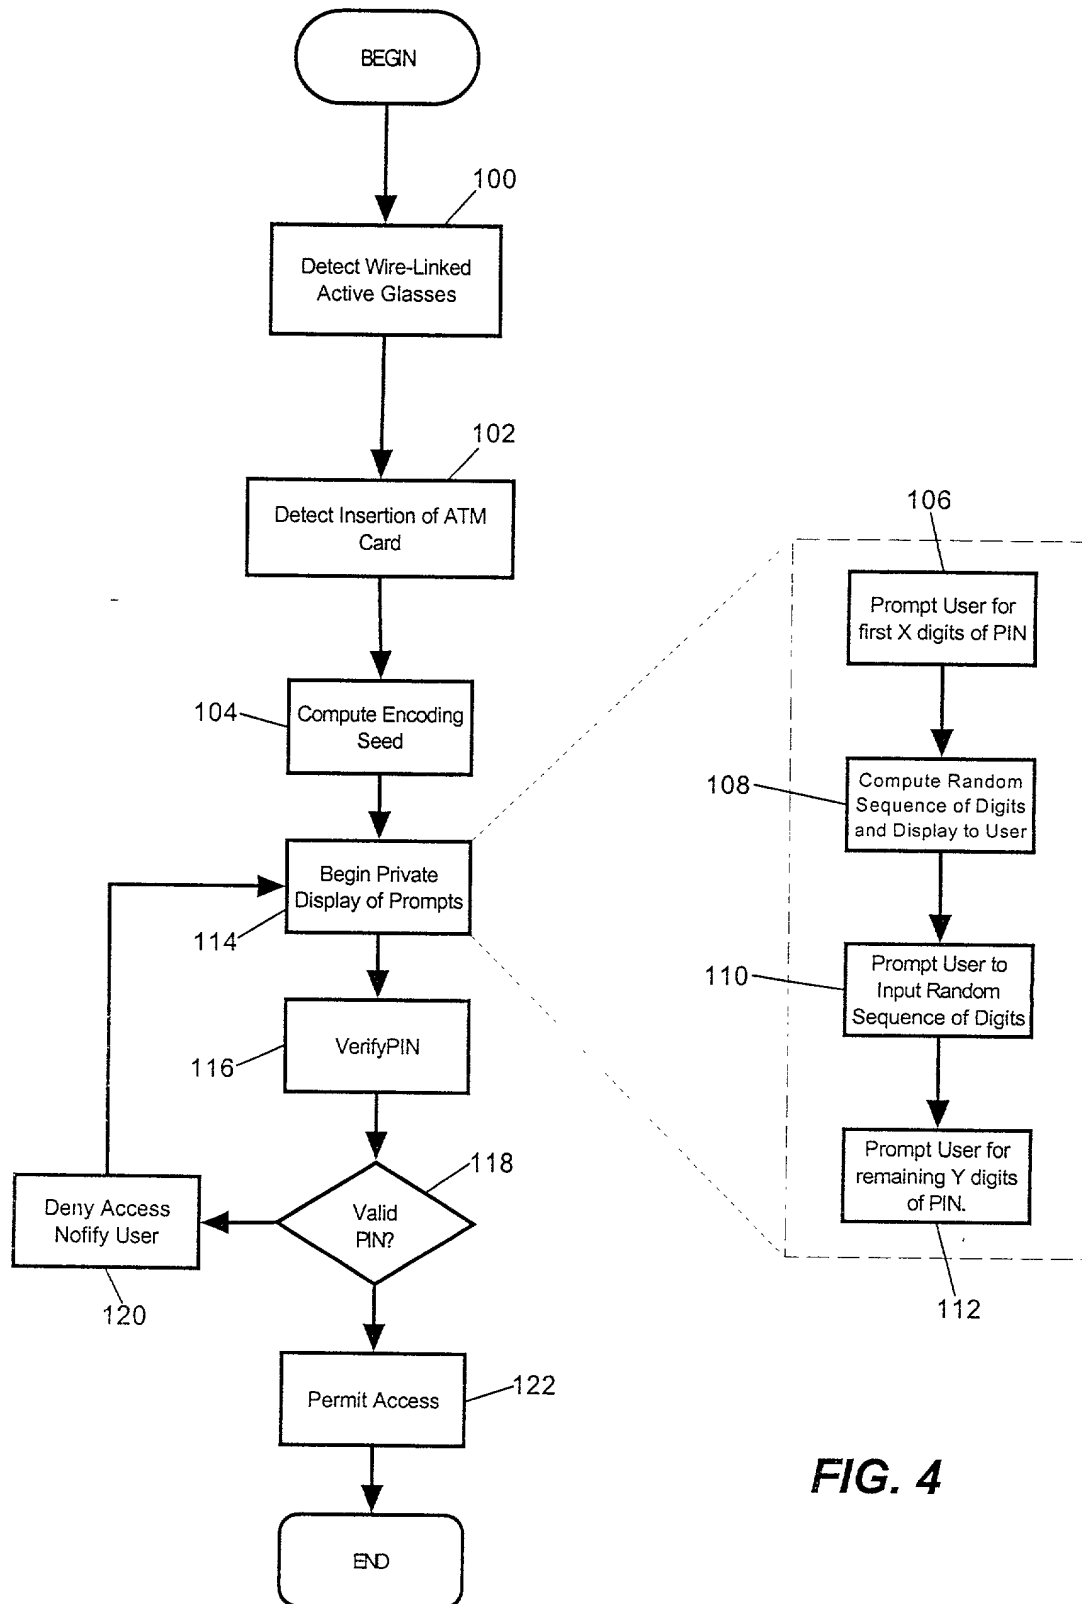 BEGIN
100
Detect Wire-Linked
Active Glasses
102
Detect Insertion of ATM
Card
104
Compute Encoding
Seed
Begin Private
Display of Prompts
114
116
VerifyPIN
118
Valid
PIN?
Deny Access
Nofify User
120
Permit Access
122
END
106
Prompt User for
first X digits of PIN
108
Compute Random
Sequence of Digits
and Display to User
110
Prompt User to
Input Random
Sequence of Digits
Prompt User for
remaining Y digits
of PIN.
112
FIG. 4